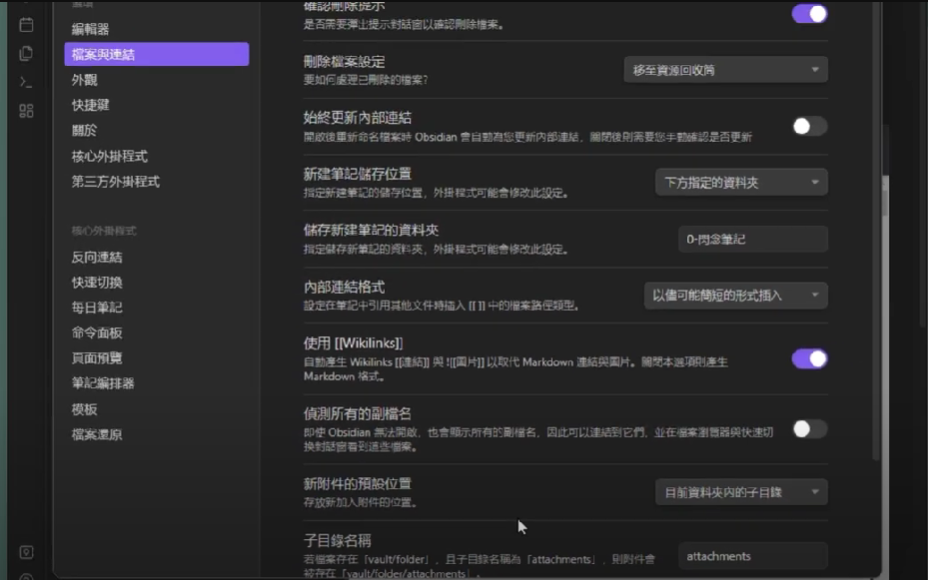 編輯器
檔案與連結
外觀
快捷鍵
關於
核心外掛程式
第三方外掛程式
核心外掛程式
反向連結
快速切換
每日筆記
命令面板
頁面預覽
筆記編排器
模板
檔案還原
確認刪除提示
是否需要彈出提示對話窗以確認刪除檔案。
刪除檔案設定
要如何處理已刪除的檔案?
移至資源回收筒
始終更新內部連結
開啟後重新命名檔案時 Obsidian 會自動為您更新內部連結，關閉後則需要您手動確認是否更新
新建筆記儲存位置
指定新建筆記的儲存位置，外掛程式可能會修改此設定。
下方指定的資料夾
儲存新建筆記的資料夾
指定儲存新筆記的資料夾，外掛程式可能會修改此設定。
0-閃念筆記
內部連結格式
設定在筆記中引用其他文件時插入 [[ ]] 中的檔案路徑類型。
以儘可能簡短的形式插入
使用 [[Wikilinks]]
自動產生 Wikilinks [[連結]] 與 ![[圖片]] 以取代 Markdown 連結與圖片。關閉本選項則產生
Markdown 格式。
偵測所有的副檔名
即使 Obsidian 無法開啟，也會顯示所有的副檔名，因此可以連結到它們，並在檔案瀏覽器與快速切
換對話窗看到這些檔案。
新附件的預設位置
存放新加入附件的位置。
目前資料夾內的子目錄
子目錄名稱
若檔案存在「vault/folder」，且子目錄名稱為「attachments」，則附件會
被存在「vault/folder/attachments」。
attachments